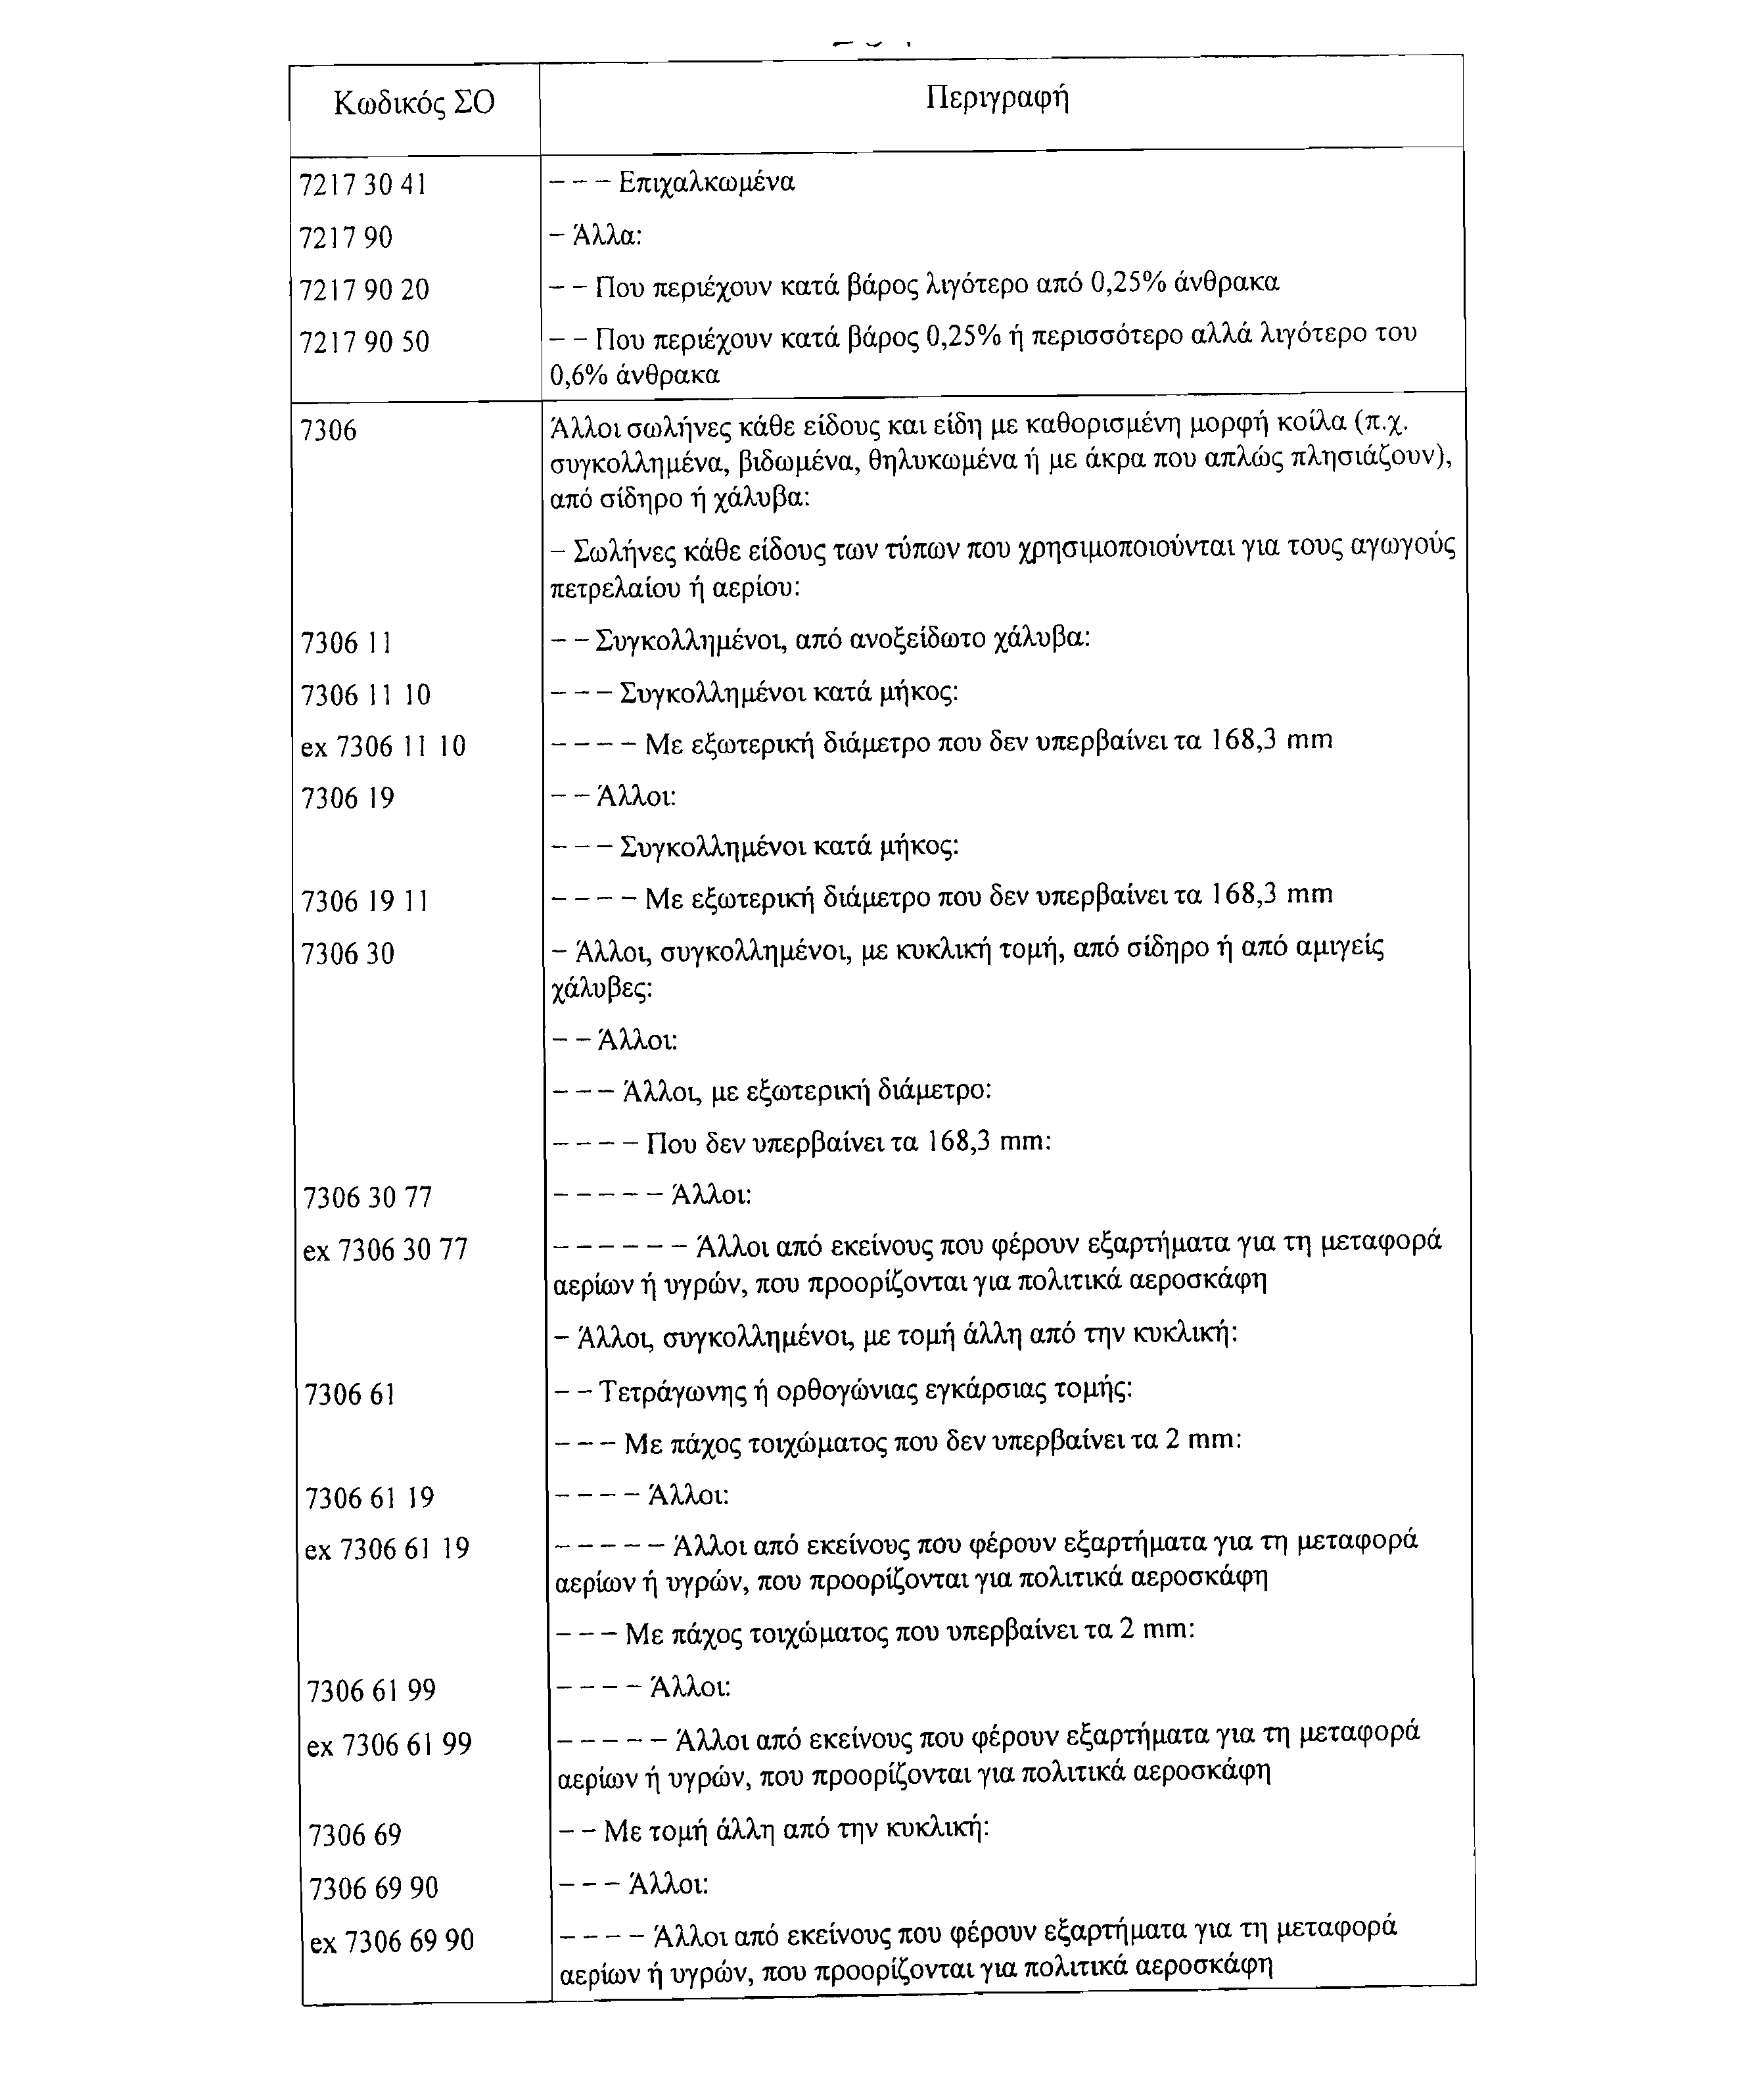 Κωδικός ΣΟ Περιγραφή
7217 30 41 – – – Επιχαλκωμένα
7217 90 – Άλλα:
7217 90 20 – – Που περιέχουν κατά βάρος λιγότερο από 0,25% άνθρακα
7217 90 50 – – Που περιέχουν κατά βάρος 0,25% ή περισσότερο αλλά λιγότερο του
0,6% άνθρακα
7306 Άλλοι σωλήνες κάθε είδους και είδη με καθορισμένη μορφή κοίλα (π.χ.
συγκολλημένα, βιδωμένα, θηλυκωμένα ή με άκρα που απλώς πλησιάζουν),
από σίδηρο ή χάλυβα:
– Σωλήνες κάθε είδους των τύπων που χρησιμοποιούνται για τους αγωγούς
πετρελαίου ή αερίου:
7306 11 – – Συγκολλημένοι, από ανοξείδωτο χάλυβα:
7306 11 10 – – – Συγκολλημένοι κατά μήκος:
ex 7306 11 10 – – – – Με εξωτερική διάμετρο που δεν υπερβαίνει τα 168,3 mm
7306 19 – – Άλλοι:
– – – Συγκολλημένοι κατά μήκος:
7306 19 11 – – – – Με εξωτερική διάμετρο που δεν υπερβαίνει τα 168,3 mm
7306 30 – Άλλοι, συγκολλημένοι, με κυκλική τομή, από σίδηρο ή από αμιγείς
χάλυβες:
– – Άλλοι:
– – – Άλλοι, με εξωτερική διάμετρο:
– – – – Που δεν υπερβαίνει τα 168,3 mm:
7306 30 77 – – – – – Άλλοι:
ex 7306 30 77 – – – – – – Άλλοι από εκείνους που φέρουν εξαρτήματα για τη μεταφορά
αερίων ή υγρών, που προορίζονται για πολιτικά αεροσκάφη
– Άλλοι, συγκολλημένοι, με τομή άλλη από την κυκλική:
7306 61 – – Τετράγωνης ή ορθογώνιας εγκάρσιας τομής:
– – – Με πάχος τοιχώματος που δεν υπερβαίνει τα 2 mm:
7306 61 19 – – – – Άλλοι:
ex 7306 61 19 – – – – – Άλλοι από εκείνους που φέρουν εξαρτήματα για τη μεταφορά
αερίων ή υγρών, που προορίζονται για πολιτικά αεροσκάφη
– – – Με πάχος τοιχώματος που υπερβαίνει τα 2 mm:
7306 61 99 – – – – Άλλοι:
ex 7306 61 99 – – – – – Άλλοι από εκείνους που φέρουν εξαρτήματα για τη μεταφορά
αερίων ή υγρών, που προορίζονται για πολιτικά αεροσκάφη
7306 69 – – Με τομή άλλη από την κυκλική:
7306 69 90 – – – Άλλοι:
ex 7306 69 90 – – – – Άλλοι από εκείνους που φέρουν εξαρτήματα για τη μεταφορά
αερίων ή υγρών, που προορίζονται για πολιτικά αεροσκάφη